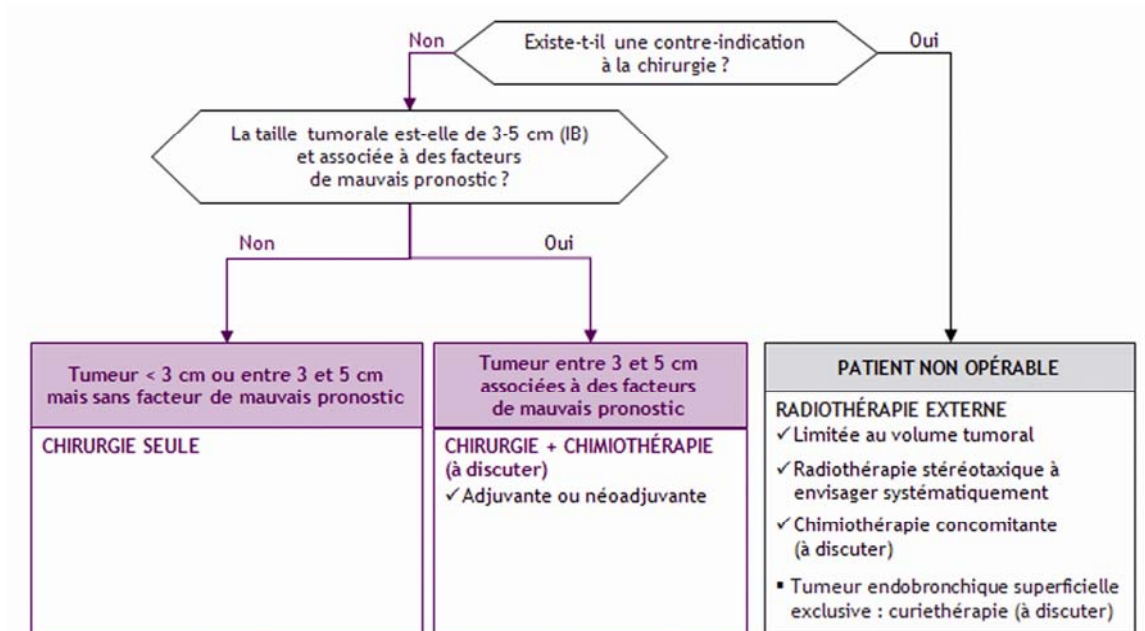 Non
Existe-t-il une contre-indication
à la chirurgie ?
Oui
La taille tumorale est-elle de 3-5 cm (IB)
et associée à des facteurs
de mauvais pronostic ?
Non
Oui
Tumeur < 3 cm ou entre 3 et 5 cm
mais sans facteur de mauvais pronostic
CHIRURGIE SEULE
Tumeur entre 3 et 5 cm
associées à des facteurs
de mauvais pronostic
CHIRURGIE + CHIMIOTHÉRAPIE
(à discuter)
✓ Adjuvante ou néoadjuvante
PATIENT NON OPÉRABLE
RADIOTHÉRAPIE EXTERNE
✓ Limitée au volume tumoral
✓ Radiothérapie stéréotaxique à
envisager systématiquement
✓ Chimiothérapie concomitante
(à discuter)
▪ Tumeur endobronchique superficielle
exclusive : curiethérapie (à discuter)